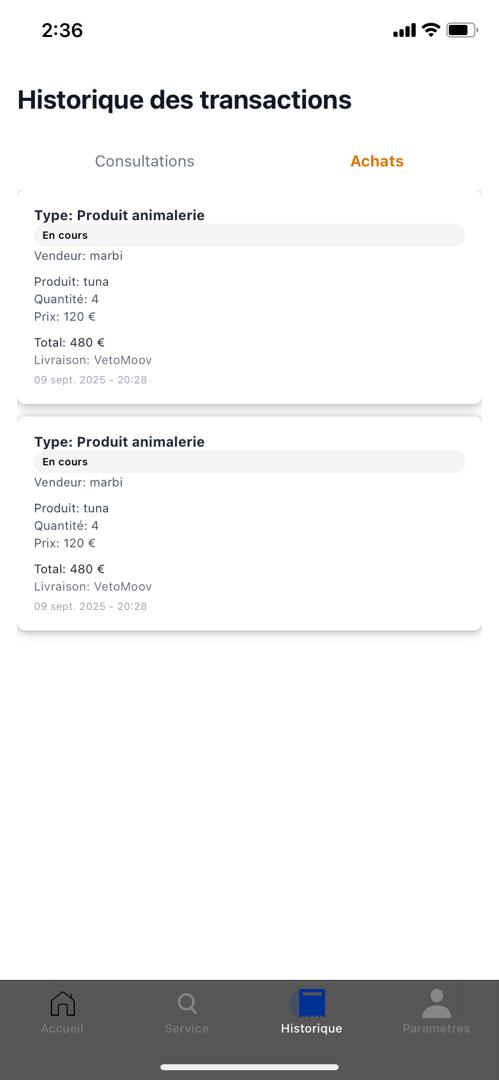 2:36
Historique des transactions
Consultations
Achats
Type: Produit animalerie
En cours
Vendeur: marbi
Produit: tuna
Quantité: 4
Prix: 120 €
Total: 480 €
Livraison: VetoMoov
09 sept. 2025 - 20:28
Type: Produit animalerie
En cours
Vendeur: marbi
Produit: tuna
Quantité: 4
Prix: 120 €
Total: 480 €
Livraison: VetoMoov
09 sept. 2025 - 20:28
Accueil
Service
Historique
Parametres